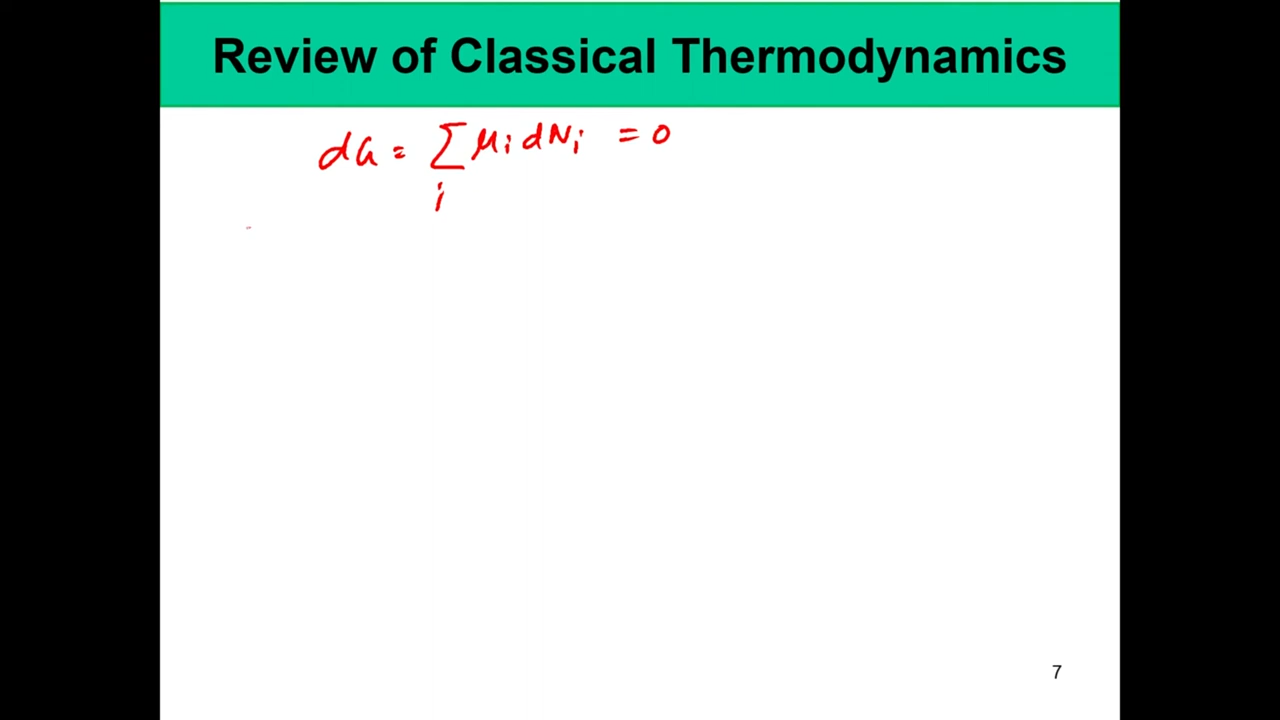 Review of Classical Thermodynamics
dG = ∑ μi dNi = 0
i
7